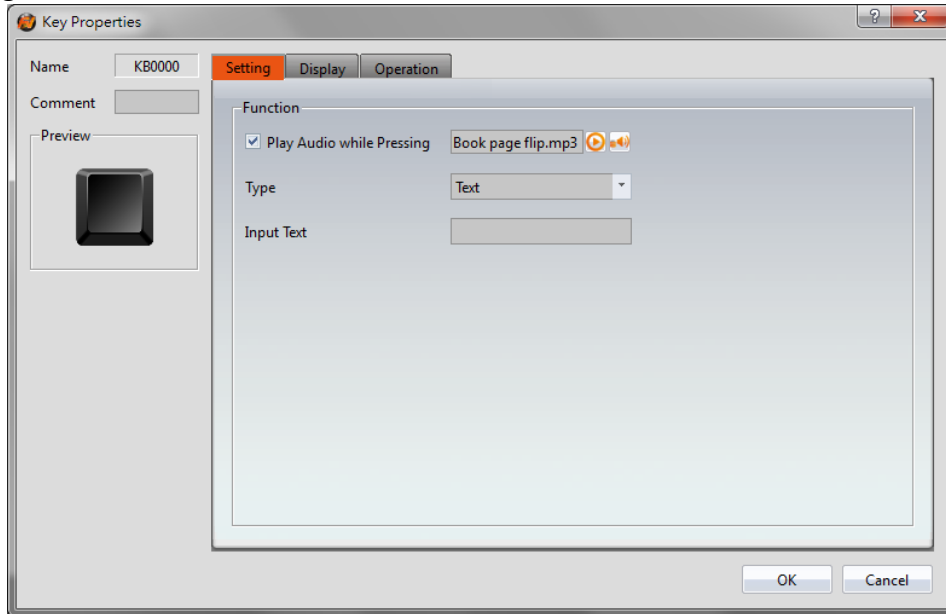 Key Properties
Name KB0000
Comment
Preview
Setting Display Operation
Function
Play Audio while Pressing Book page flip.mp3
Type Text
Input Text
OK Cancel